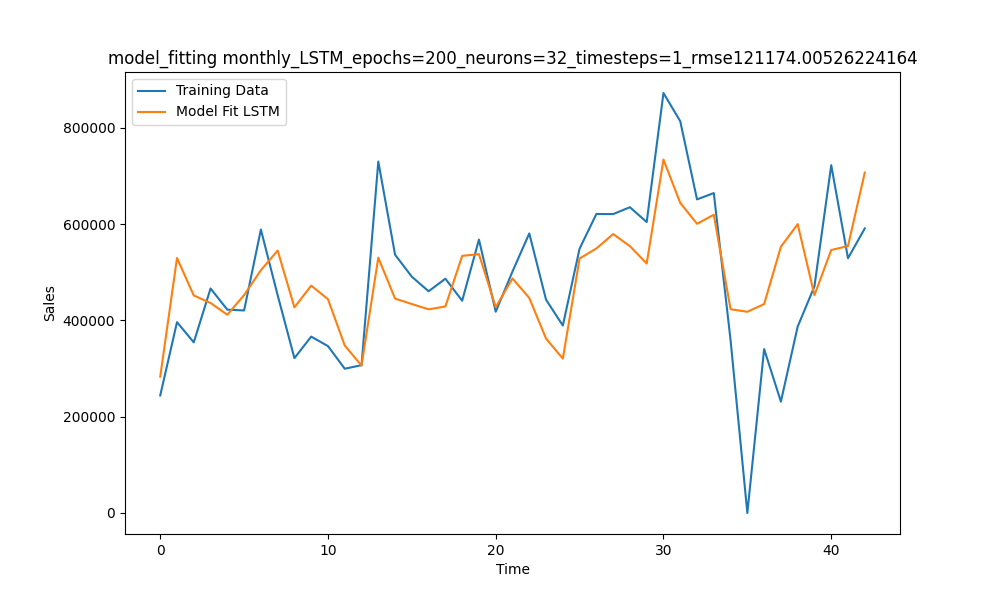 model_fitting monthly_LSTM_epochs=200_neurons=32_timesteps=1_rmse121174.00526224164
Training Data
Model Fit LSTM
800000
600000
400000
200000
0
Sales
0 10 20 30 40
Time